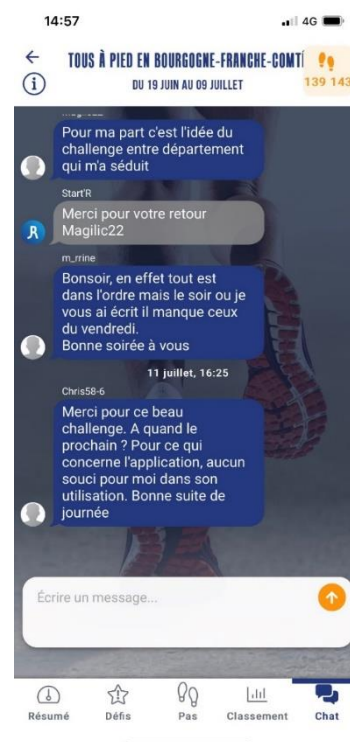 14:57
4G
TOUS À PIED EN BOURGOGNE-FRANCHE-COMTÉ
DU 19 JUIN AU 09 JUILLET
139 143
Pour ma part c'est l'idée du
challenge entre département
qui m'a séduit
Start'R
Merci pour votre retour
Magilic22
m_rrine
Bonsoir, en effet tout est
dans l'ordre mais le soir ou je
vous ai écrit il manque ceux
du vendredi.
Bonne soirée à vous
11 juillet, 16:25
Chris58-6
Merci pour ce beau
challenge. A quand le
prochain ? Pour ce qui
concerne l'application, aucun
souci pour moi dans son
utilisation. Bonne suite de
journée
Écrire un message...
Résumé
Défis
Pas
Classement
Chat